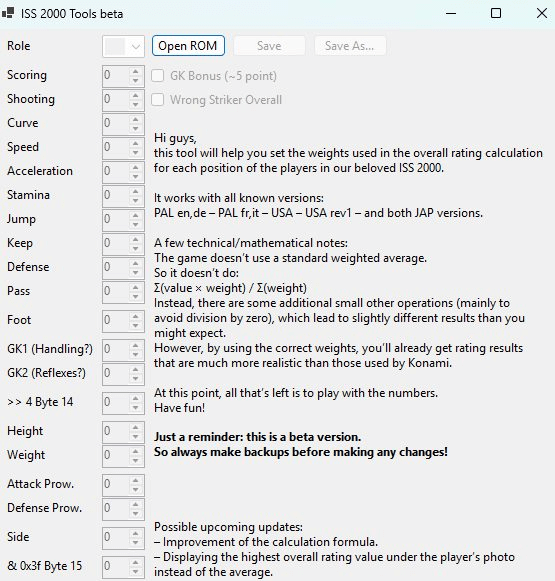 ISS 2000 Tools beta
Role
Open ROM
Save
Save As...
Scoring 0
GK Bonus (~5 point)
Shooting 0
Wrong Striker Overall
Curve 0
Speed 0
Acceleration 0
Stamina 0
Jump 0
Keep 0
Defense 0
Pass 0
Foot 0
GK1 (Handling?) 0
GK2 (Reflexes?) 0
>> 4 Byte 14 0
Height 0
Weight 0
Attack Prow. 0
Defense Prow. 0
Side 0
& 0x3f Byte 15 0
Hi guys,
this tool will help you set the weights used in the overall rating calculation
for each position of the players in our beloved ISS 2000.
It works with all known versions:
PAL en,de – PAL fr,it – USA – USA rev1 – and both JAP versions.
A few technical/mathematical notes:
The game doesn’t use a standard weighted average.
So it doesn’t do:
Σ(value × weight) / Σ(weight)
Instead, there are some additional small other operations (mainly to
avoid division by zero), which lead to slightly different results than you
might expect.
However, by using the correct weights, you’ll already get rating results
that are much more realistic than those used by Konami.
At this point, all that’s left is to play with the numbers.
Have fun!
Just a reminder: this is a beta version.
So always make backups before making any changes!
Possible upcoming updates:
– Improvement of the calculation formula.
– Displaying the highest overall rating value under the player’s photo
instead of the average.